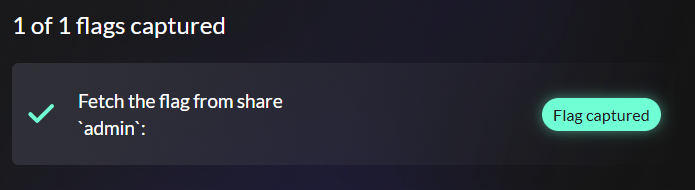 1 of 1 flags captured
Fetch the flag from share
`admin`:
Flag captured